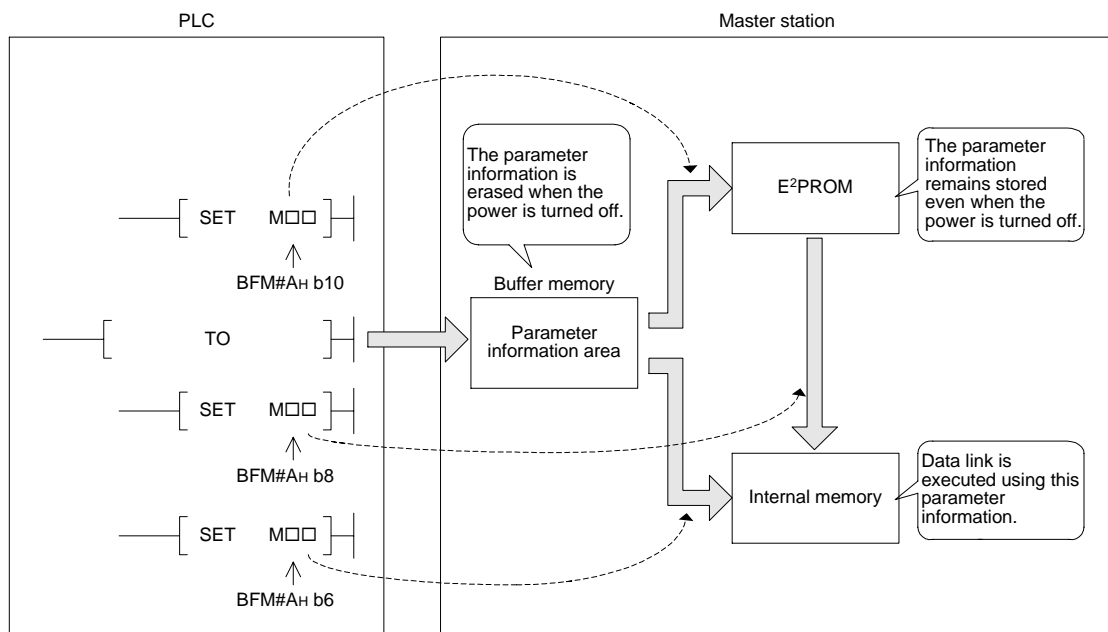 PLC
Master station
The parameter
information is
erased when the
power is turned off.
E²PROM
The parameter
information
remains stored
even when the
power is turned off.
SET M□□
BFM#AH b10
Buffer memory
TO
Parameter
information area
SET M□□
BFM#AH b8
Internal memory
Data link is
executed using this
parameter
information.
SET M□□
BFM#AH b6